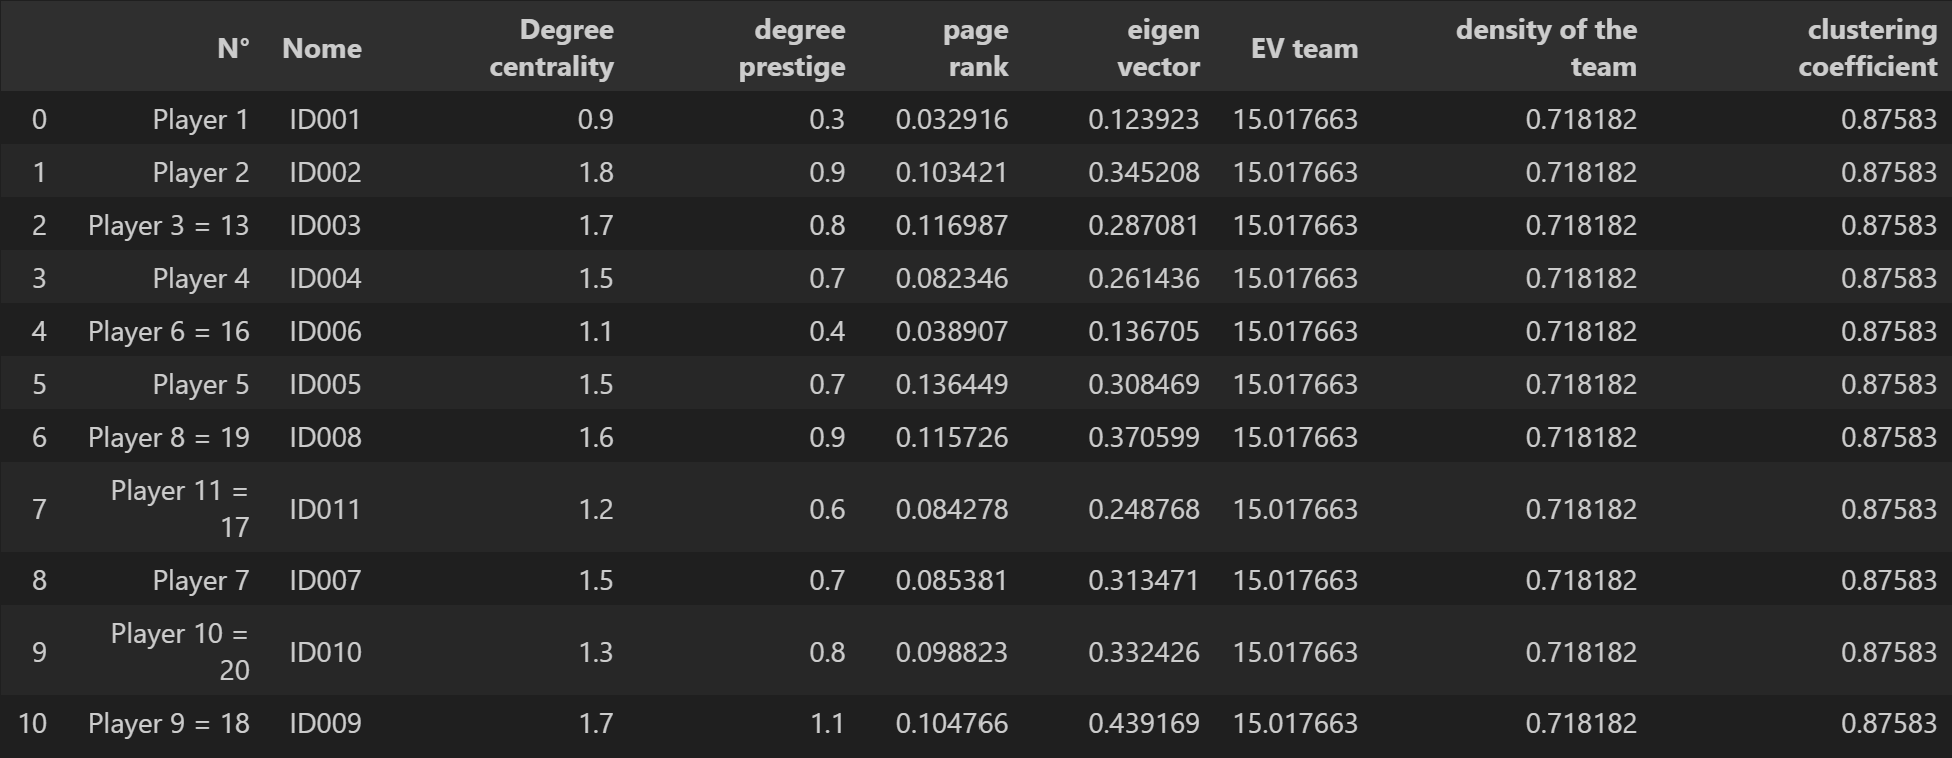 N° Nome Degree centrality degree prestige page rank eigen vector EV team density of the team clustering coefficient
0 Player 1 ID001 0.9 0.3 0.032916 0.123923 15.017663 0.718182 0.87583
1 Player 2 ID002 1.8 0.9 0.103421 0.345208 15.017663 0.718182 0.87583
2 Player 3 = 13 ID003 1.7 0.8 0.116987 0.287081 15.017663 0.718182 0.87583
3 Player 4 ID004 1.5 0.7 0.082346 0.261436 15.017663 0.718182 0.87583
4 Player 6 = 16 ID006 1.1 0.4 0.038907 0.136705 15.017663 0.718182 0.87583
5 Player 5 ID005 1.5 0.7 0.136449 0.308469 15.017663 0.718182 0.87583
6 Player 8 = 19 ID008 1.6 0.9 0.115726 0.370599 15.017663 0.718182 0.87583
7 Player 11 = 17 ID011 1.2 0.6 0.084278 0.248768 15.017663 0.718182 0.87583
8 Player 7 ID007 1.5 0.7 0.085381 0.313471 15.017663 0.718182 0.87583
9 Player 10 = 20 ID010 1.3 0.8 0.098823 0.332426 15.017663 0.718182 0.87583
10 Player 9 = 18 ID009 1.7 1.1 0.104766 0.439169 15.017663 0.718182 0.87583